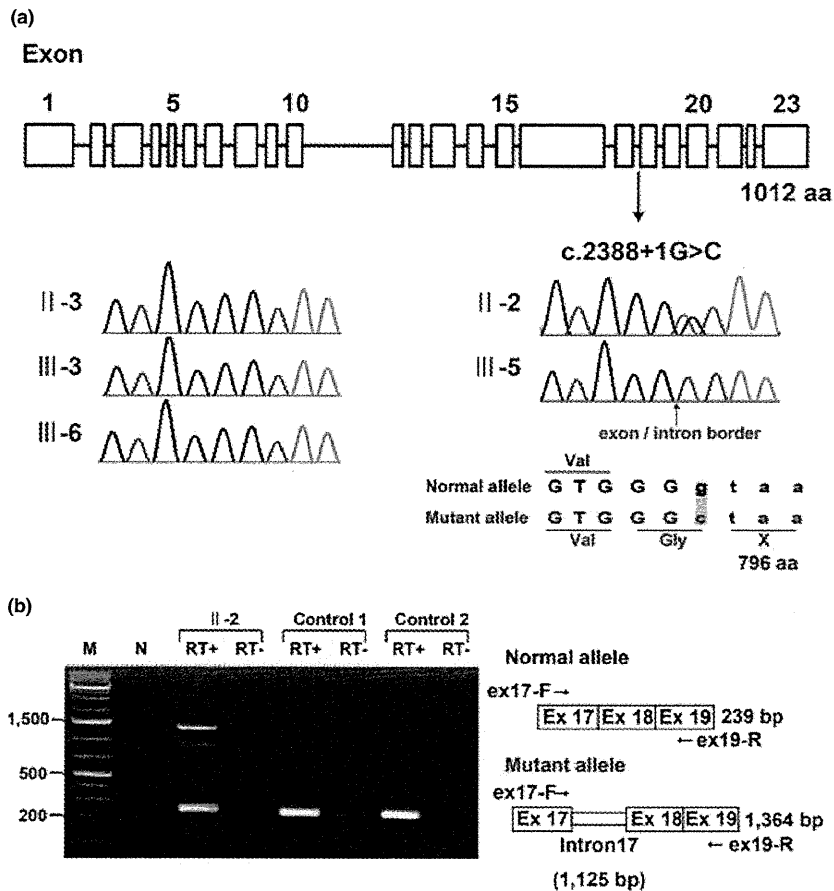 (a)
Exon
1 5 10 15 20 23
1012 aa
c.2388+1G>C
II-3
III-3
III-6
II-2
III-5
exon / intron border
Val
Normal allele G T G G G g t a a
Mutant allele G T G G G c t a a
Val Gly X
796 aa
(b)
II-2 Control 1 Control 2
M N RT+ RT- RT+ RT- RT+ RT-
1,500
500
200
Normal allele
ex17-F→
Ex 17 Ex 18 Ex 19 239 bp
←ex19-R
Mutant allele
ex17-F→
Ex 17 Ex 18 Ex 19 1,364 bp
Intron17 ←ex19-R
(1,125 bp)